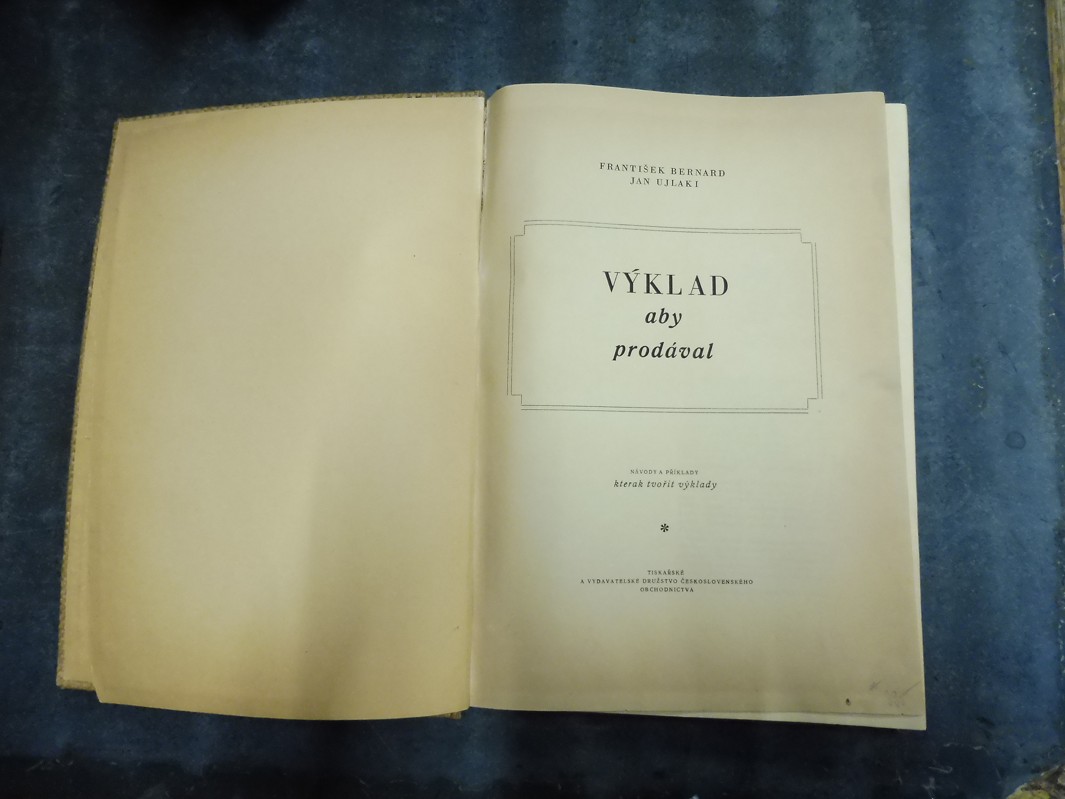 FRANTIŠEK BERNARD
JAN UJLAKI
VÝKLAD
aby
prodával
NÁVODY A PŘÍKLADY
kterak tvořit výklady
*
TISKAŘSKÉ
A VYDAVATELSKÉ DRUŽSTVO ČESKOSLOVENSKÉHO
OBCHODNICTVA